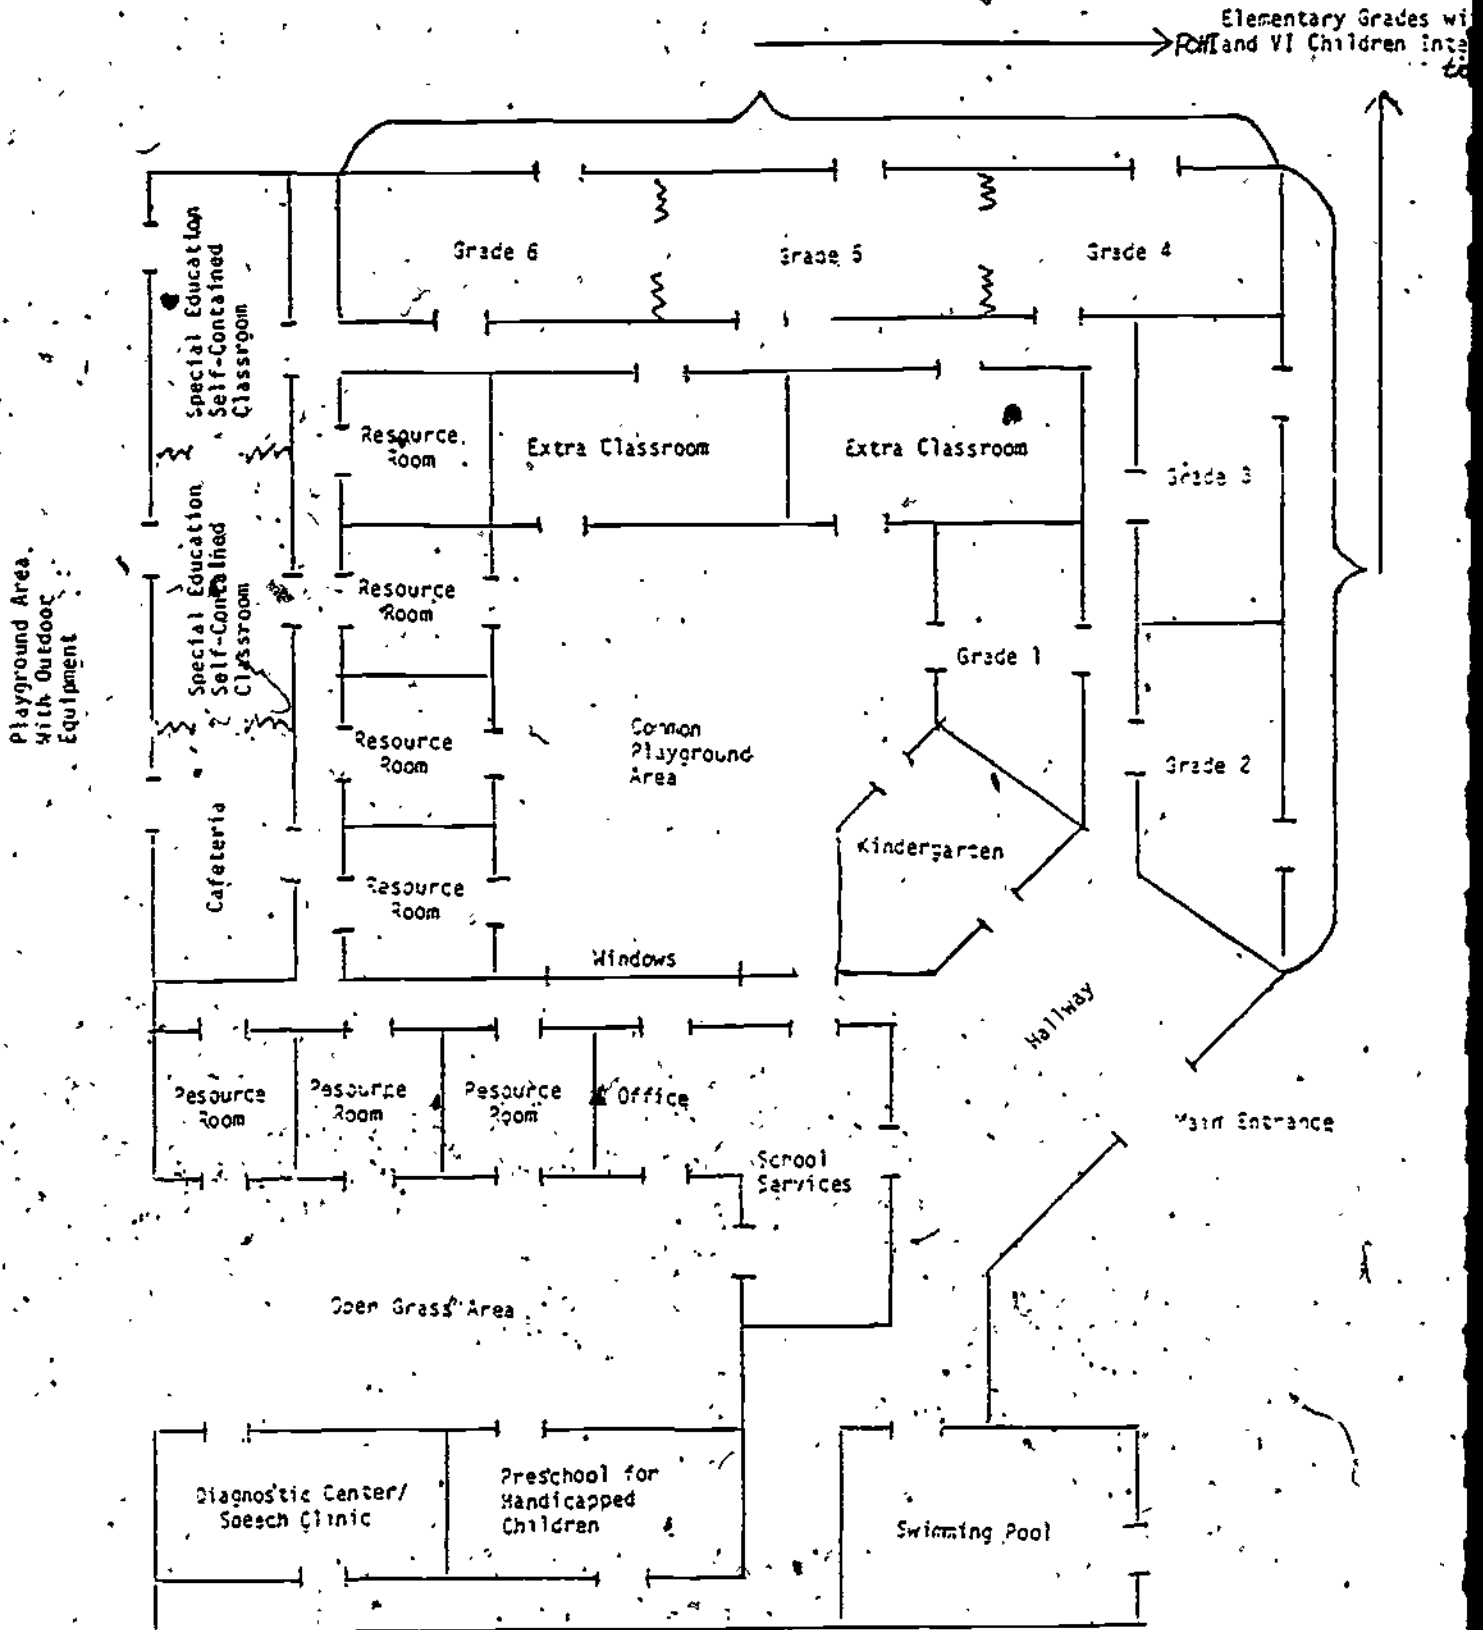 Elementary Grades wi
and VI Children Inte
Grade 6
Grade 5
Grade 4
Special Education
Self-Contained
Classroom
Resource
Room
Extra Classroom
Extra Classroom
Grade 3
Special Education
Self-Contained
Classroom
Resource
Room
Playground Area
With Outdoor
Equipment
Grade 1
Common
Playground
Area
Resource
Room
Grade 2
Cafeteria
Kindergarten
Resource
Room
Windows
Hallway
Resource
Room
Resource
Room
Resource
Room
Office
Main Entrance
School
Services
Open Grass Area
Diagnostic Center/
Speech Clinic
Preschool for
Handicapped
Children
Swimming Pool